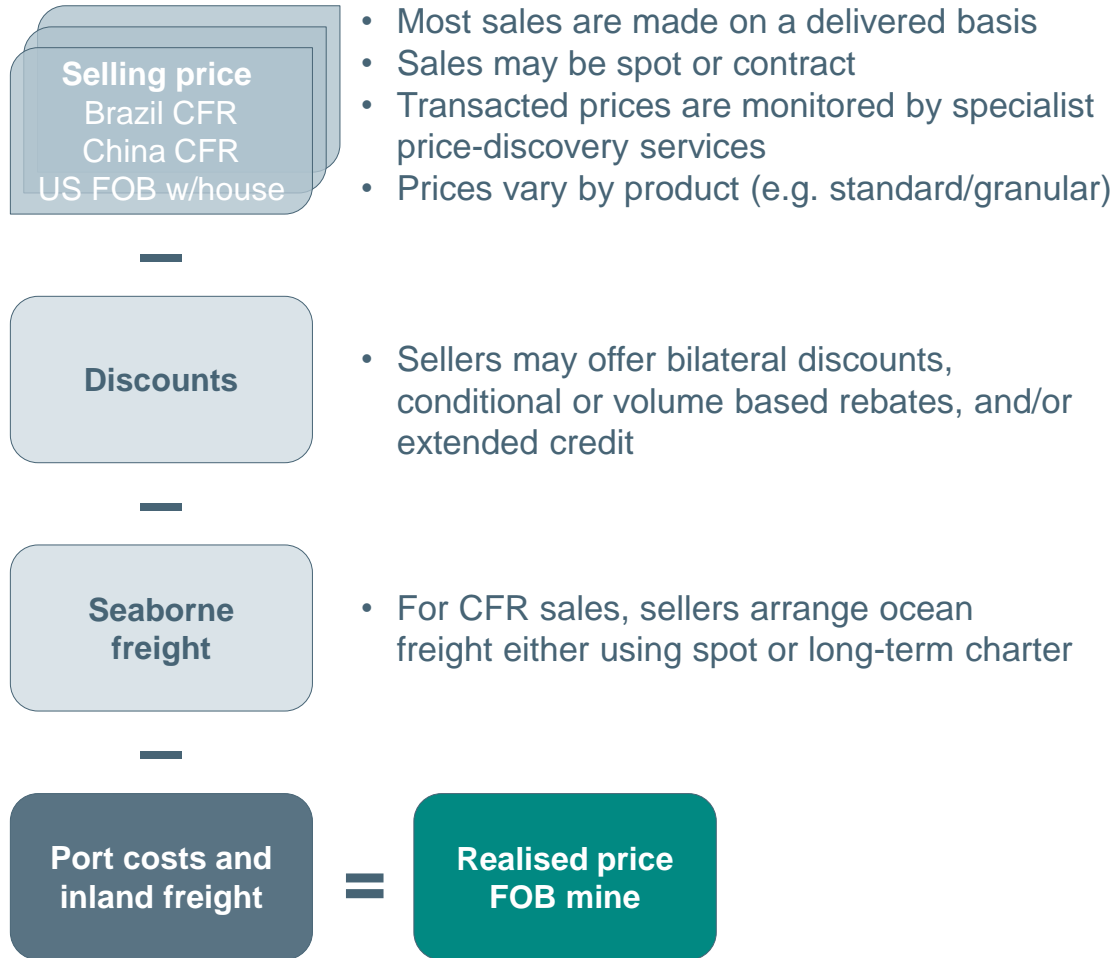 Selling price
Brazil CFR
China CFR
US FOB w/house
• Most sales are made on a delivered basis
• Sales may be spot or contract
• Transacted prices are monitored by specialist
price-discovery services
• Prices vary by product (e.g. standard/granular)
–
Discounts
• Sellers may offer bilateral discounts,
conditional or volume based rebates, and/or
extended credit
–
Seaborne
freight
• For CFR sales, sellers arrange ocean
freight either using spot or long-term charter
–
Port costs and
inland freight
=
Realised price
FOB mine